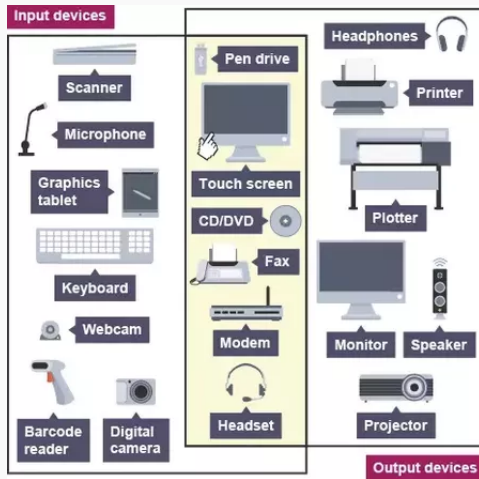 Input devices
Scanner
Microphone
Graphics
tablet
Keyboard
Webcam
Barcode
reader
Digital
camera
Pen drive
Touch screen
CD/DVD
Fax
Modem
Headset
Headphones
Printer
Plotter
Monitor
Speaker
Projector
Output devices